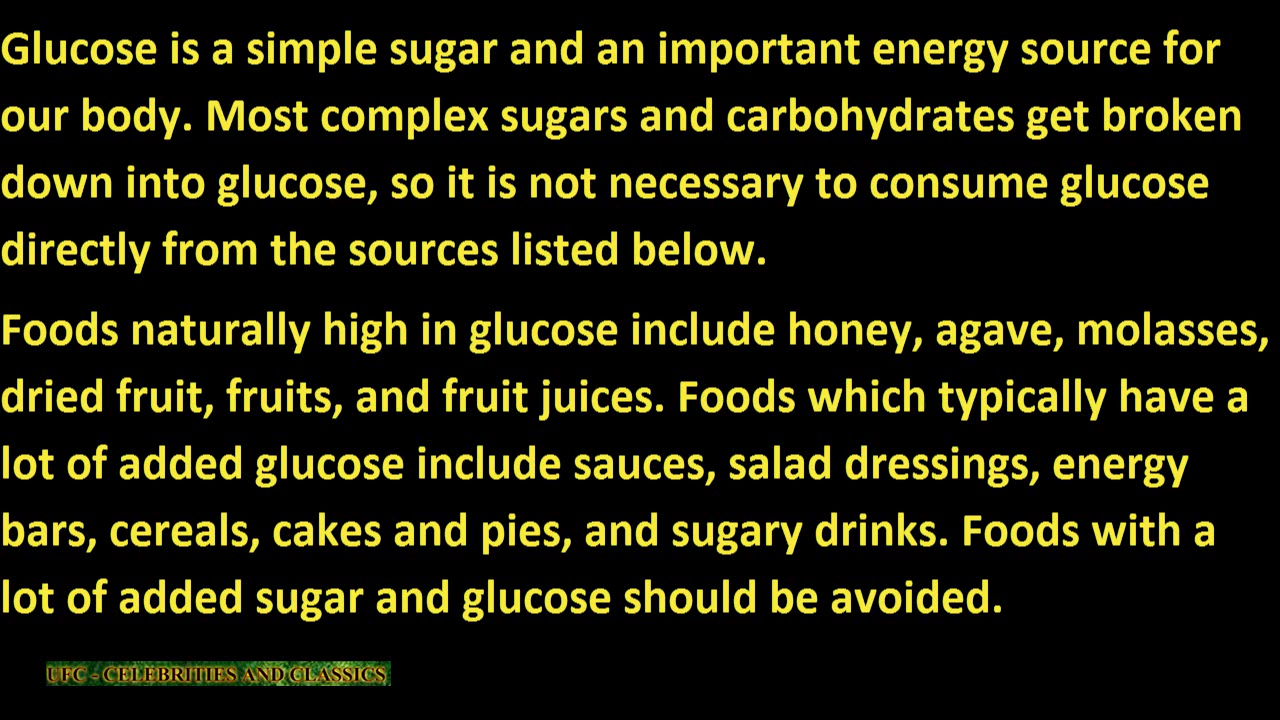 Glucose is a simple sugar and an important energy source for
our body. Most complex sugars and carbohydrates get broken
down into glucose, so it is not necessary to consume glucose
directly from the sources listed below.
Foods naturally high in glucose include honey, agave, molasses,
dried fruit, fruits, and fruit juices. Foods which typically have a
lot of added glucose include sauces, salad dressings, energy
bars, cereals, cakes and pies, and sugary drinks. Foods with a
lot of added sugar and glucose should be avoided.
UFC - CELEBRITIES AND CLASSICS